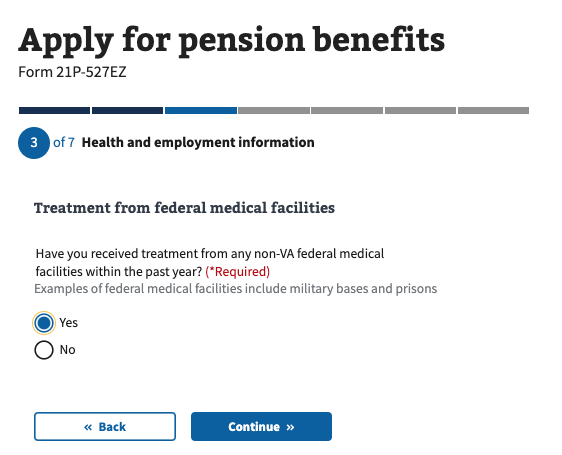 Apply for pension benefits
Form 21P-527EZ
3 of 7 Health and employment information
Treatment from federal medical facilities
Have you received treatment from any non-VA federal medical
facilities within the past year? (*Required)
Examples of federal medical facilities include military bases and prisons
Yes
No
« Back
Continue »